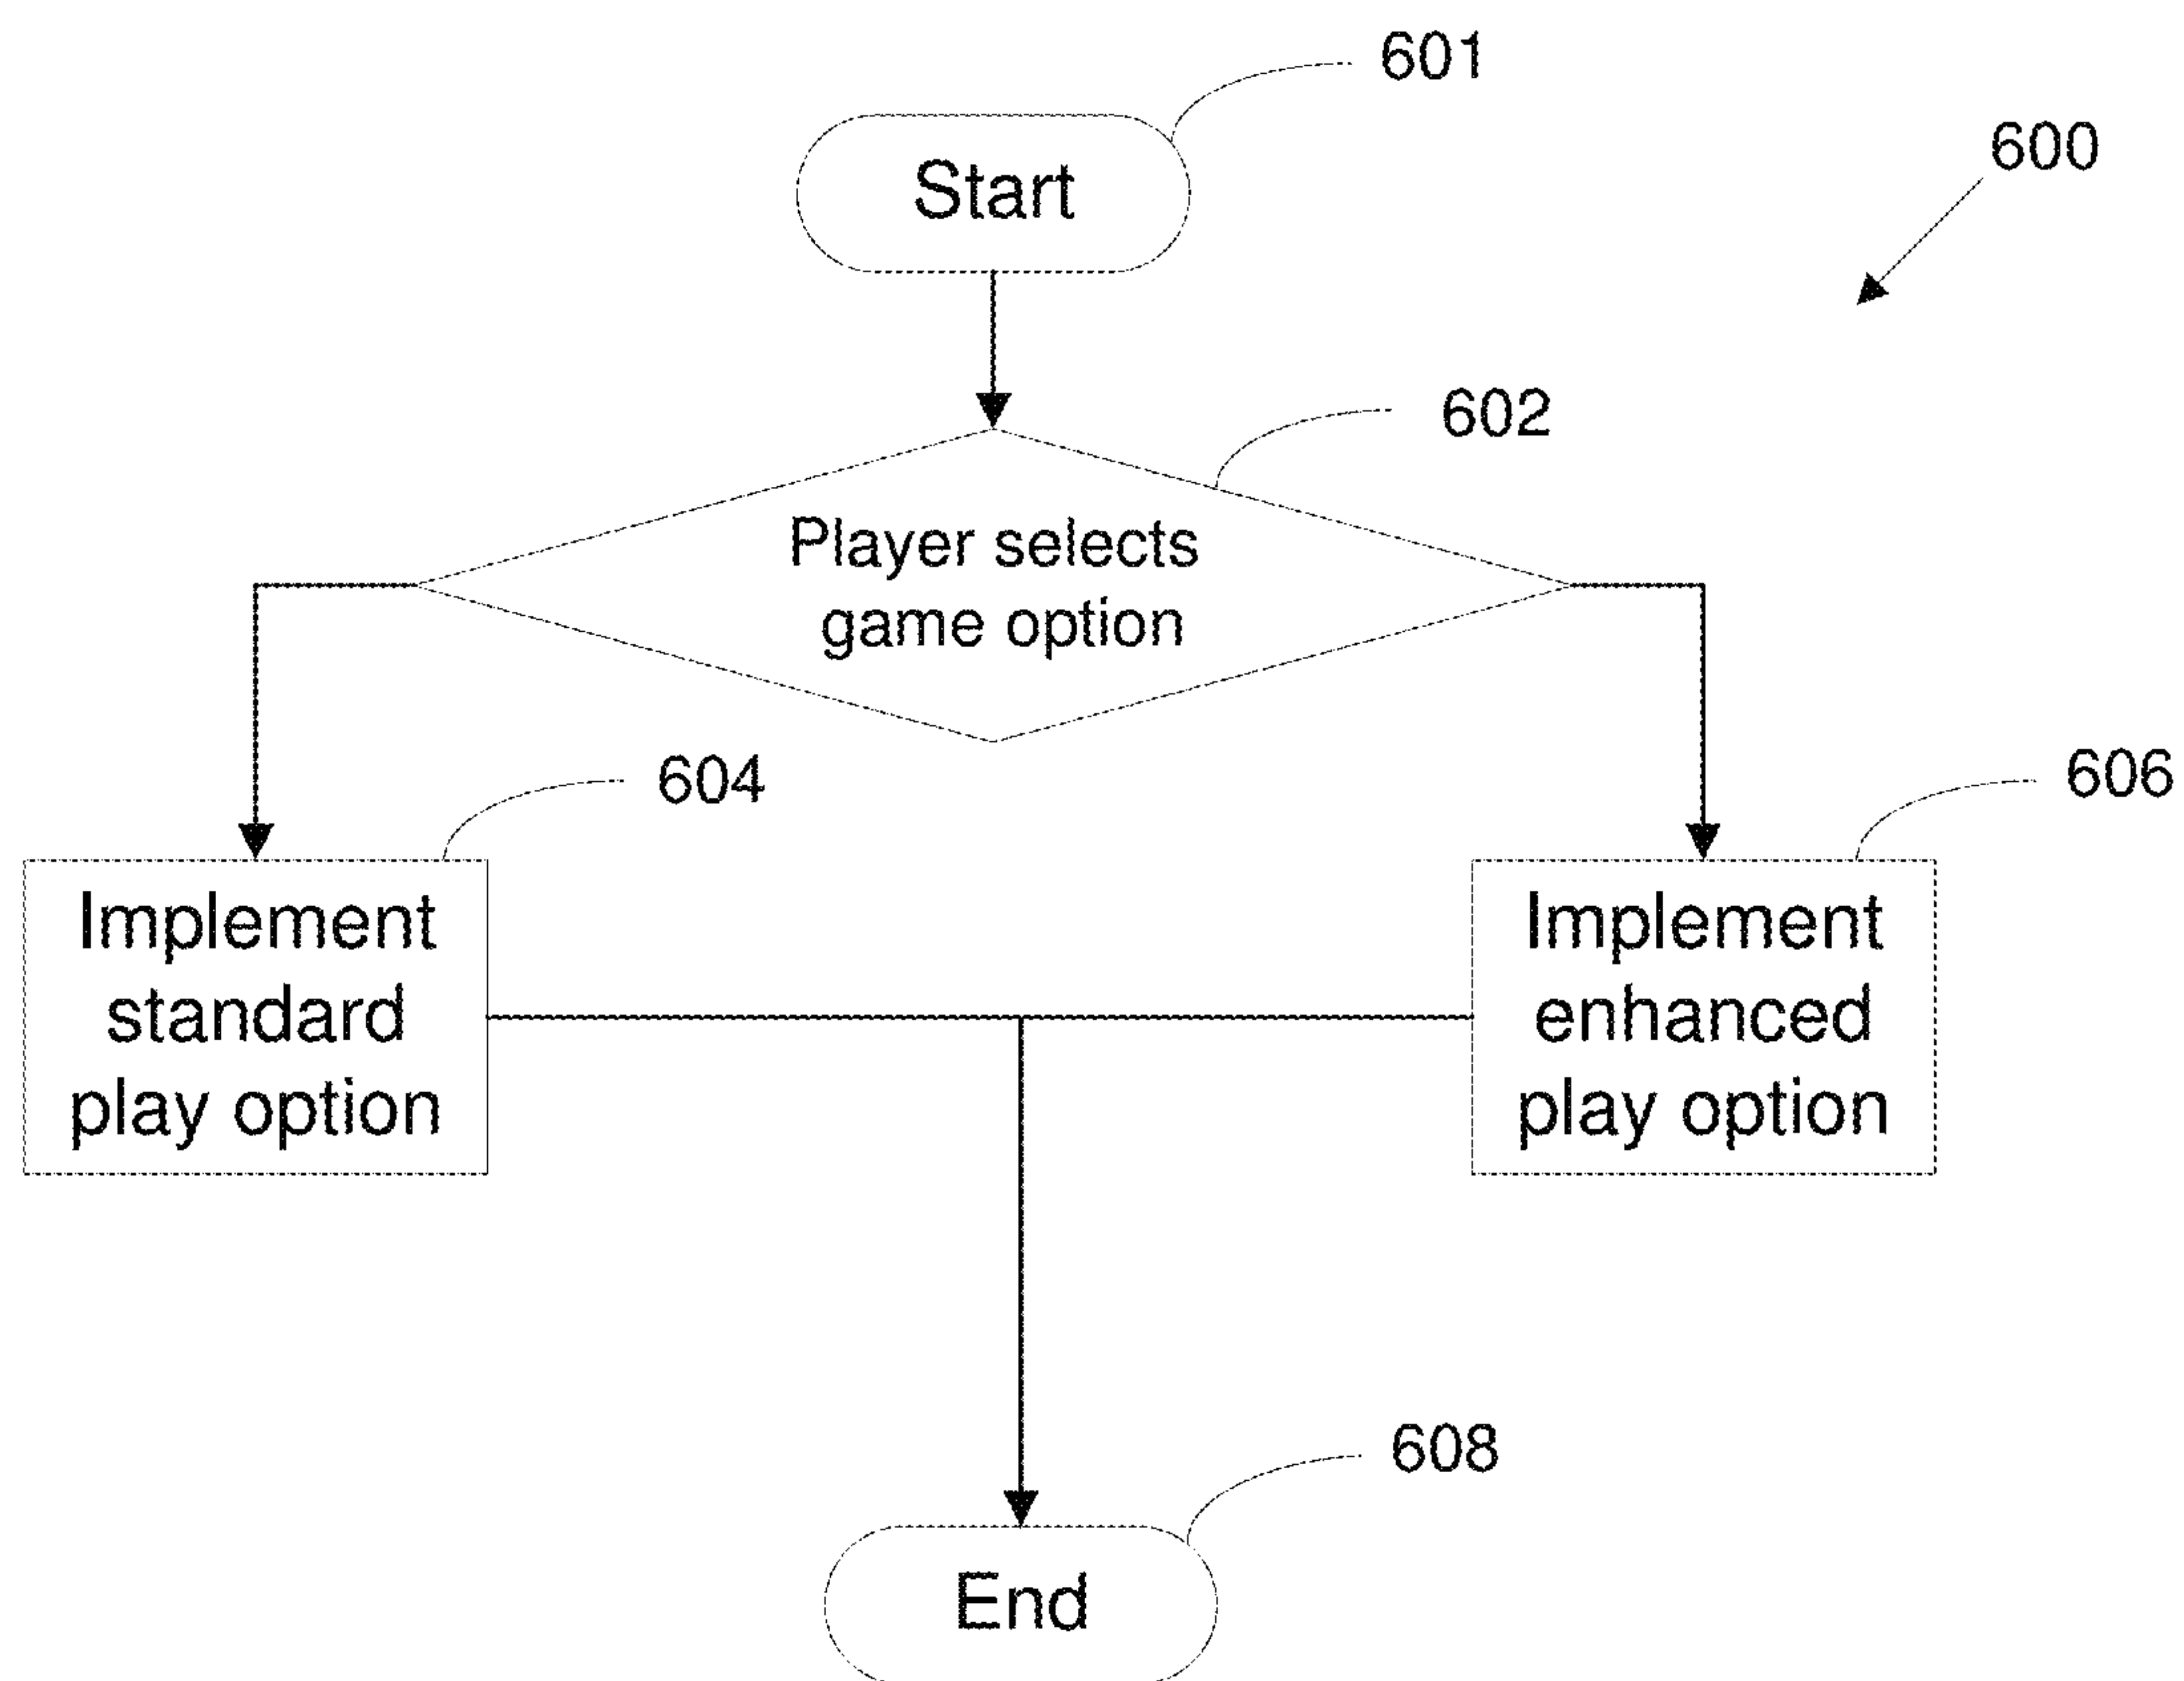 601
Start
600
602
Player selects
game option
604
606
Implement
standard
play option
Implement
enhanced
play option
608
End